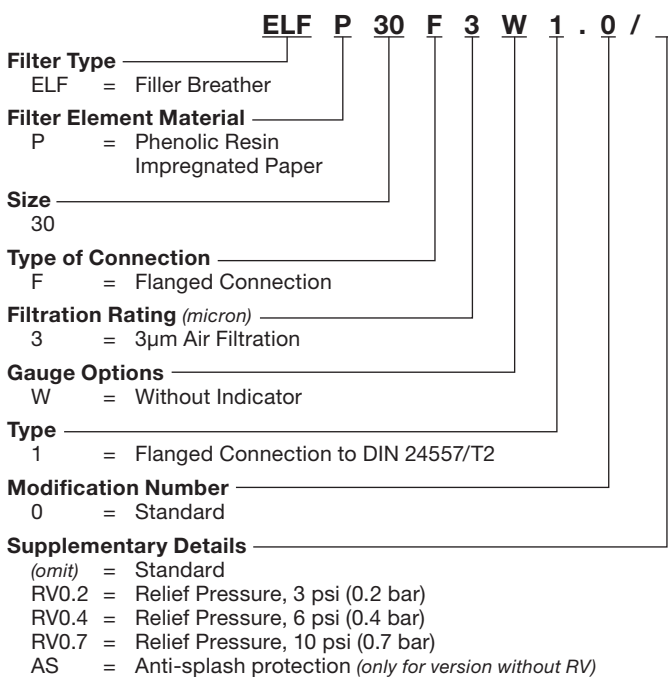 ELF P 30 F 3 W 1 . 0 / _
Filter Type
ELF = Filler Breather
Filter Element Material
P = Phenolic Resin
Impregnated Paper
Size
30
Type of Connection
F = Flanged Connection
Filtration Rating (micron)
3 = 3µm Air Filtration
Gauge Options
W = Without Indicator
Type
1 = Flanged Connection to DIN 24557/T2
Modification Number
0 = Standard
Supplementary Details
(omit) = Standard
RV0.2 = Relief Pressure, 3 psi (0.2 bar)
RV0.4 = Relief Pressure, 6 psi (0.4 bar)
RV0.7 = Relief Pressure, 10 psi (0.7 bar)
AS = Anti-splash protection (only for version without RV)